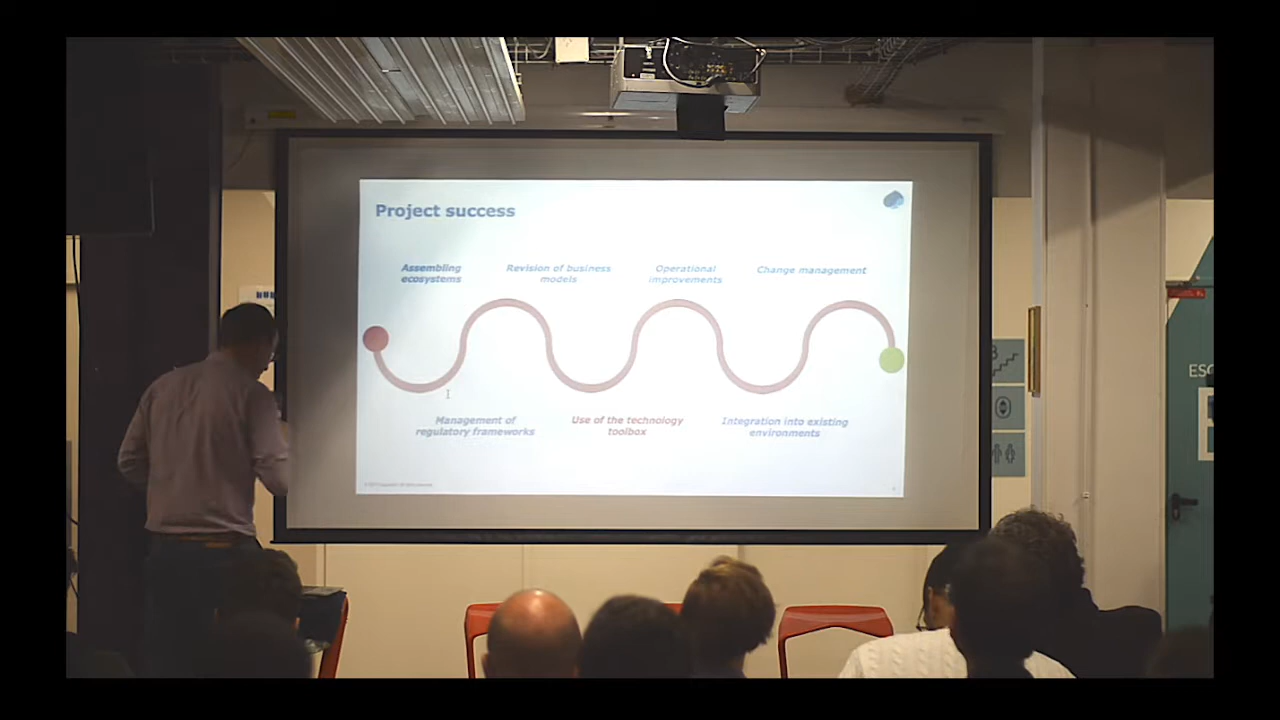 Project success
Assembling
ecosystems
Revision of business
models
Operational
improvements
Change management
Management of
regulatory frameworks
Use of the technology
toolbox
Integration into existing
environments
ESC